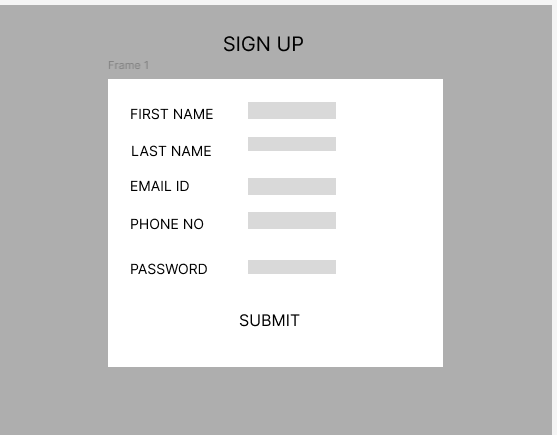 SIGN UP
Frame 1
FIRST NAME
LAST NAME
EMAIL ID
PHONE NO
PASSWORD
SUBMIT